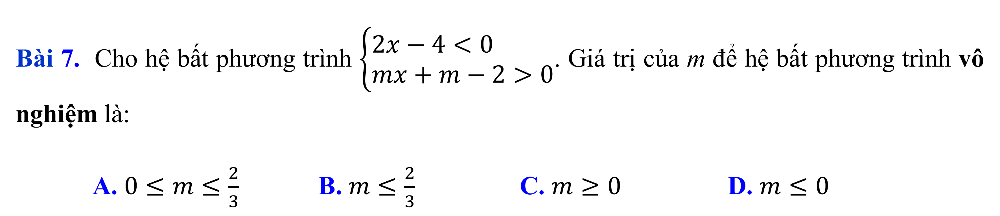 Bài 7. Cho hệ bất phương trình $\begin{cases} 2x - 4 < 0 \\ mx + m - 2 > 0 \end{cases}$. Giá trị của m để hệ bất phương trình vô
nghiệm là:
A. $0 \le m \le \frac{2}{3}$ B. $m \le \frac{2}{3}$ C. $m \ge 0$ D. $m \le 0$